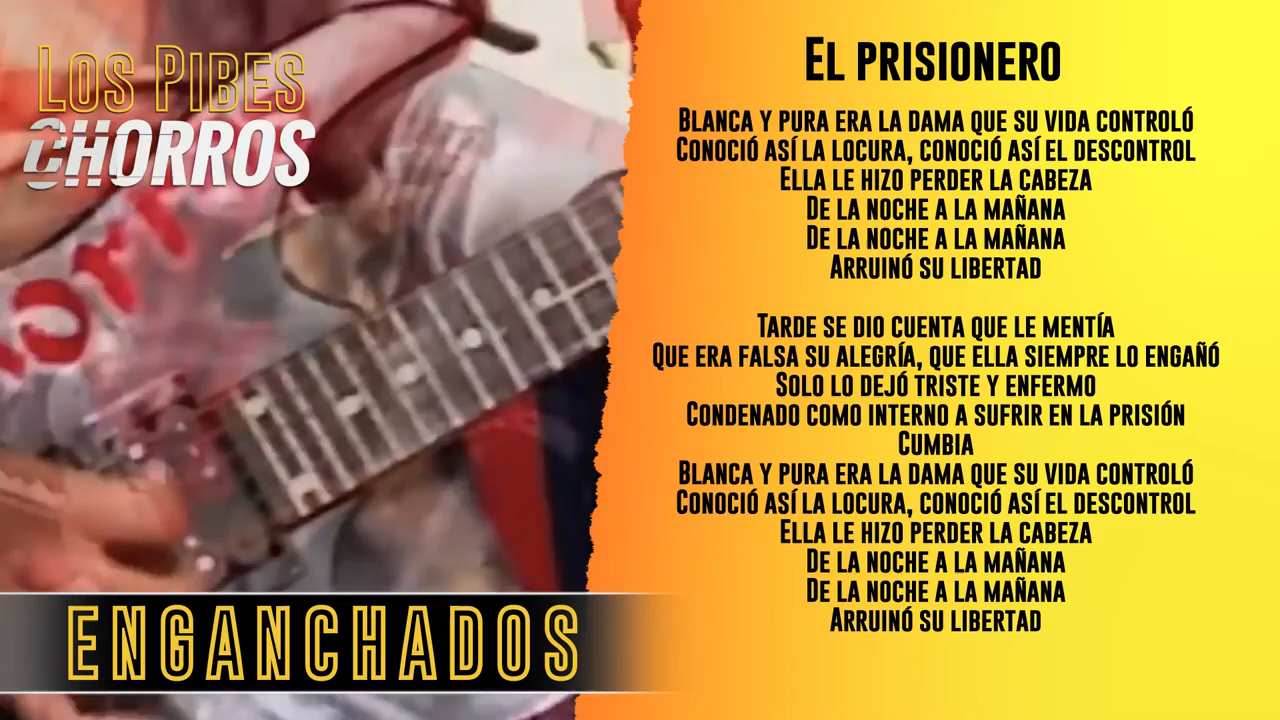 Los Pibes
Chorros
El prisionero
Blanca y pura era la dama que su vida controló
Conoció así la locura, conoció así el descontrol
Ella le hizo perder la cabeza
De la noche a la mañana
De la noche a la mañana
Arruinó su libertad
Tarde se dio cuenta que le mentía
Que era falsa su alegría, que ella siempre lo engañó
Solo lo dejó triste y enfermo
Condenado como interno a sufrir en la prisión
Cumbia
Blanca y pura era la dama que su vida controló
Conoció así la locura, conoció así el descontrol
Ella le hizo perder la cabeza
De la noche a la mañana
De la noche a la mañana
Arruinó su libertad
ENGANCHADOS